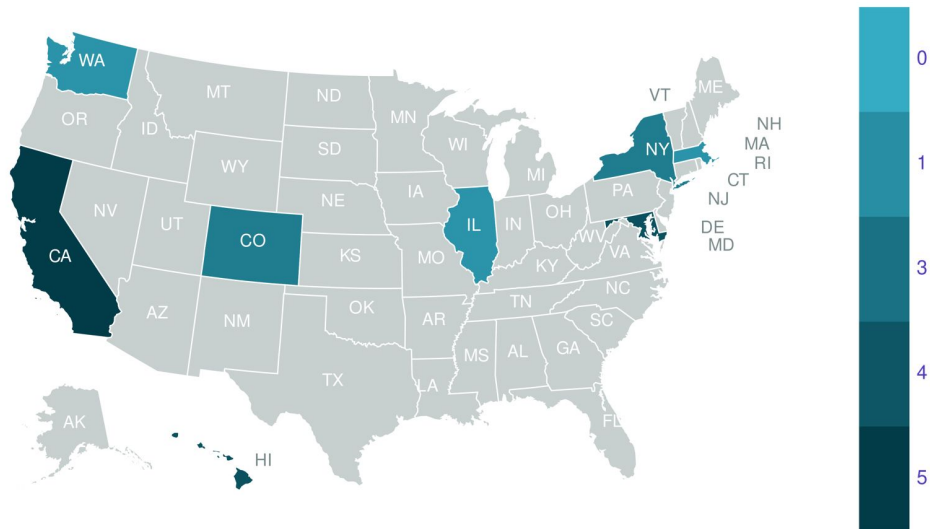 WA
MT
ND
VT
ME
OR
ID
MN
NH
WY
SD
WI
MI
NY
MA
RI
CT
NE
IA
PA
NJ
NV
UT
CO
IL
IN
OH
DE
CA
KS
MO
WV
VA
MD
KY
NC
AZ
NM
OK
TN
AR
SC
MS
AL
GA
TX
LA
AK
FL
HI
0
1
3
4
5